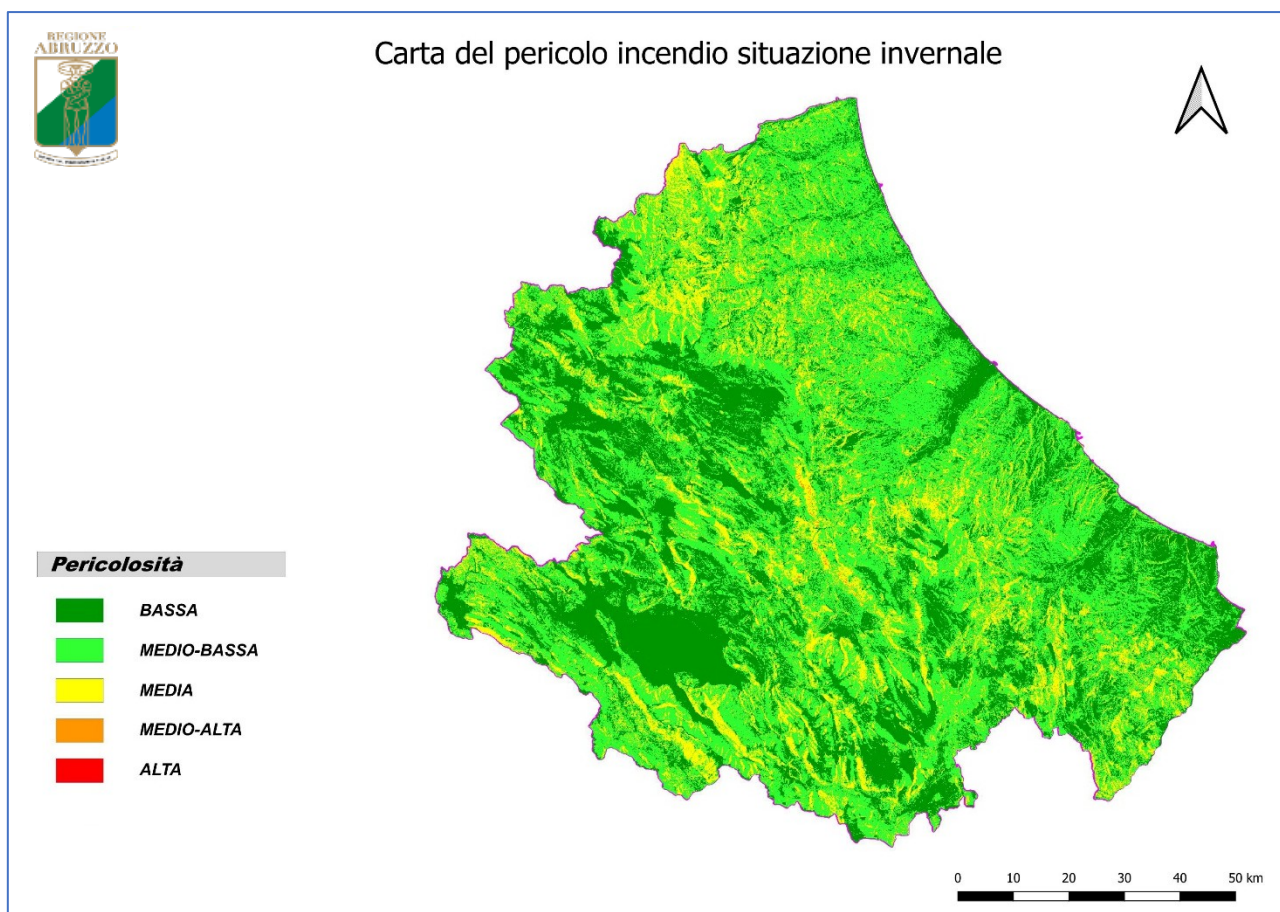 REGIONE
ABRUZZO
Carta del pericolo incendio situazione invernale
Pericolosità
BASSA
MEDIO-BASSA
MEDIA
MEDIO-ALTA
ALTA
0 10 20 30 40 50 km